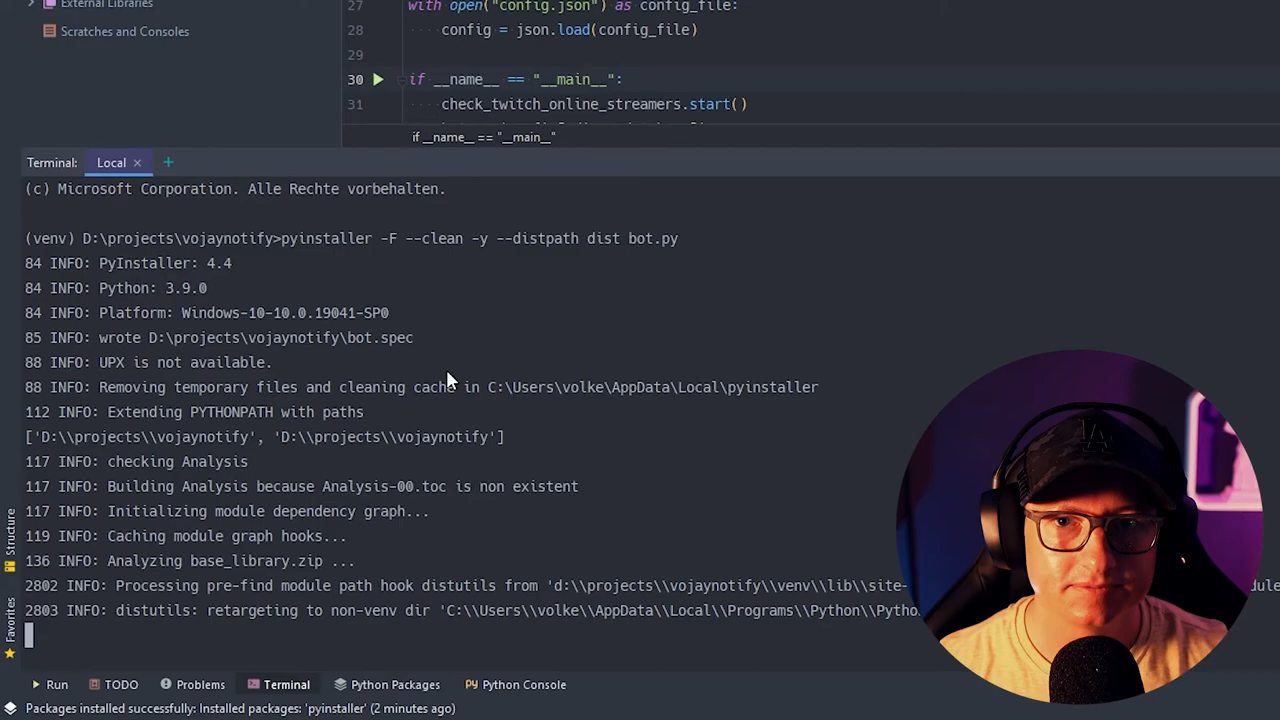 External Libraries
Scratches and Consoles
27 with open("config.json") as config_file:
28 config = json.load(config_file)
29
30 if __name__ == "__main__":
31 check_twitch_online_streamers.start()
if __name__ == "__main__"
Terminal: Local × +
(c) Microsoft Corporation. Alle Rechte vorbehalten.
(venv) D:\projects\vojaynotify>pyinstaller -F --clean -y --distpath dist bot.py
84 INFO: PyInstaller: 4.4
84 INFO: Python: 3.9.0
84 INFO: Platform: Windows-10-10.0.19041-SP0
85 INFO: wrote D:\projects\vojaynotify\bot.spec
88 INFO: UPX is not available.
88 INFO: Removing temporary files and cleaning cache in C:\Users\volke\AppData\Local\pyinstaller
112 INFO: Extending PYTHONPATH with paths
['D:\\projects\\vojaynotify', 'D:\\projects\\vojaynotify']
117 INFO: checking Analysis
117 INFO: Building Analysis because Analysis-00.toc is non existent
117 INFO: Initializing module dependency graph...
119 INFO: Caching module graph hooks...
136 INFO: Analyzing base_library.zip ...
2802 INFO: Processing pre-find module path hook distutils from 'd:\\projects\\vojaynotify\\venv\\lib\\site-
2803 INFO: distutils: retargeting to non-venv dir 'C:\\Users\\volke\\AppData\\Local\\Programs\\Python\\Pytho
Structure
Favorites
Run TODO Problems Terminal Python Packages Python Console
Packages installed successfully: Installed packages: 'pyinstaller' (2 minutes ago)
LA